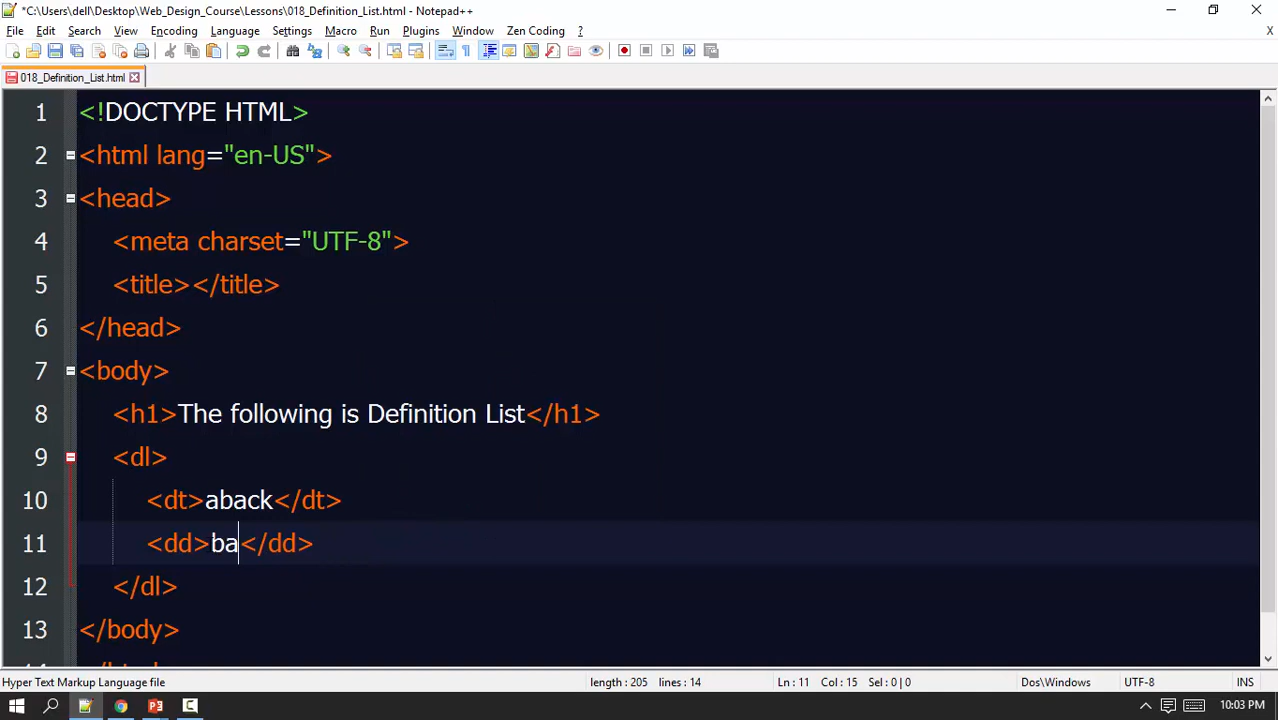 *C:\Users\dell\Desktop\Web_Design_Course\Lessons\018_Definition_List.html - Notepad++
File Edit Search View Encoding Language Settings Macro Run Plugins Window Zen Coding ? X
018_Definition_List.html
1 <!DOCTYPE HTML>
2 <html lang="en-US">
3 <head>
4 <meta charset="UTF-8">
5 <title></title>
6 </head>
7 <body>
8 <h1>The following is Definition List</h1>
9 <dl>
10 <dt>aback</dt>
11 <dd>ba</dd>
12 </dl>
13 </body>
Hyper Text Markup Language file length : 205 lines : 14 Ln : 11 Col : 15 Sel : 0 | 0 Dos\Windows UTF-8 INS
10:03 PM